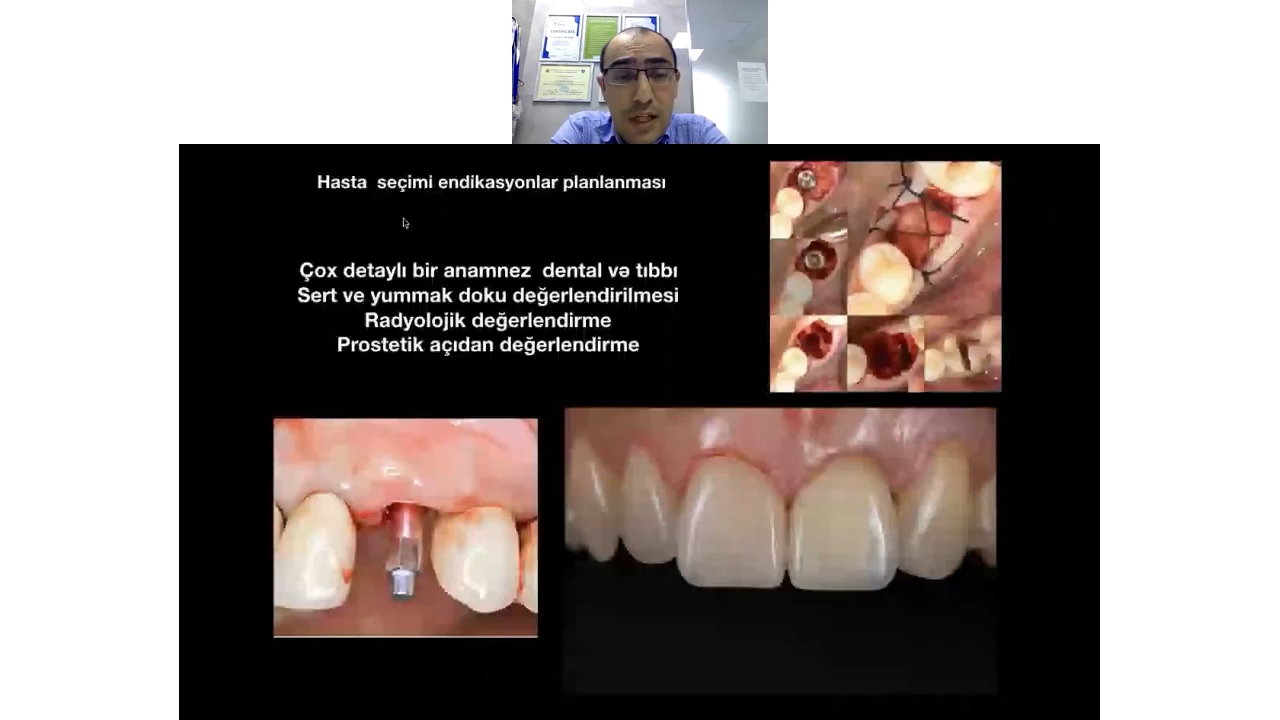 CERTIFICATE
Hasta seçimi endikasyonlar planlanması
Çox detaylı bir anamnez dental və tıbbı
Sert ve yummak doku değerlendirilmesi
Radyolojik değerlendirme
Prostetik açıdan değerlendirme